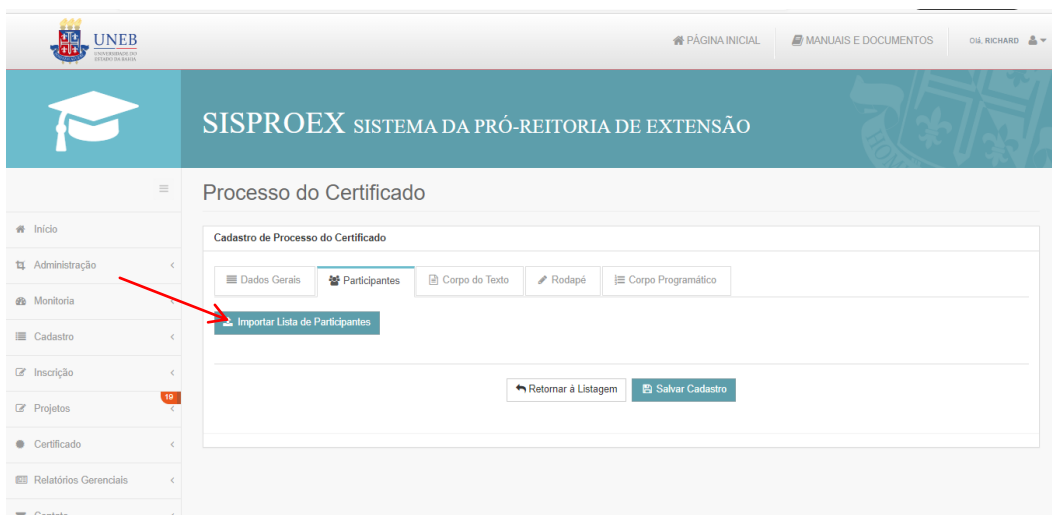 UNEB
UNIVERSIDADE DO
ESTADO DA BAHIA
PÁGINA INICIAL
MANUAIS E DOCUMENTOS
Olá, RICHARD
SISPROEX SISTEMA DA PRÓ-REITORIA DE EXTENSÃO
Processo do Certificado
Início
Administração
Monitoria
Cadastro
Inscrição
Projetos
19
Certificado
Relatórios Gerenciais
Contato
Cadastro de Processo do Certificado
Dados Gerais
Participantes
Corpo do Texto
Rodapé
Corpo Programático
Importar Lista de Participantes
Retornar à Listagem
Salvar Cadastro